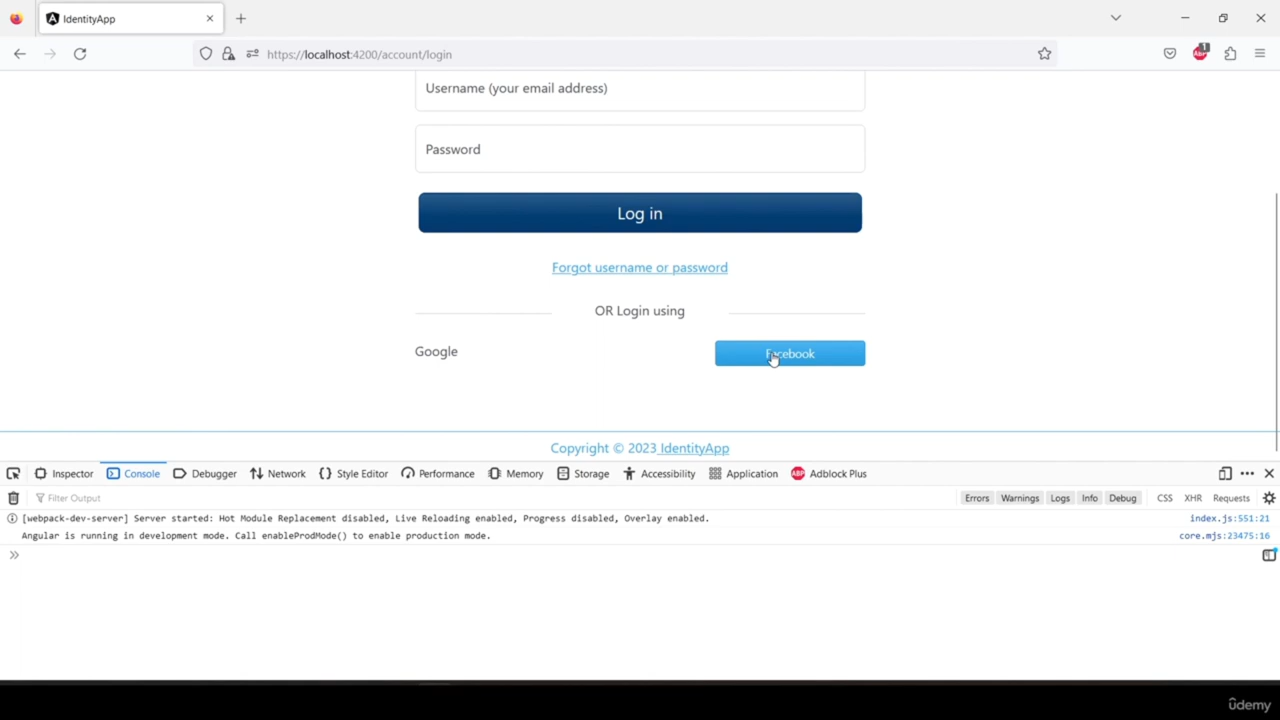 IdentityApp
https://localhost:4200/account/login
ABP
1
Username (your email address)
Password
Log in
Forgot username or password
OR Login using
Google
Facebook
Copyright © 2023 IdentityApp
Inspector Console Debugger Network Style Editor Performance Memory Storage Accessibility Application ABP Adblock Plus
Filter Output
Errors Warnings Logs Info Debug CSS XHR Requests
[webpack-dev-server] Server started: Hot Module Replacement disabled, Live Reloading enabled, Progress disabled, Overlay enabled. index.js:551:21
Angular is running in development mode. Call enableProdMode() to enable production mode. core.mjs:23475:16
ûdemy